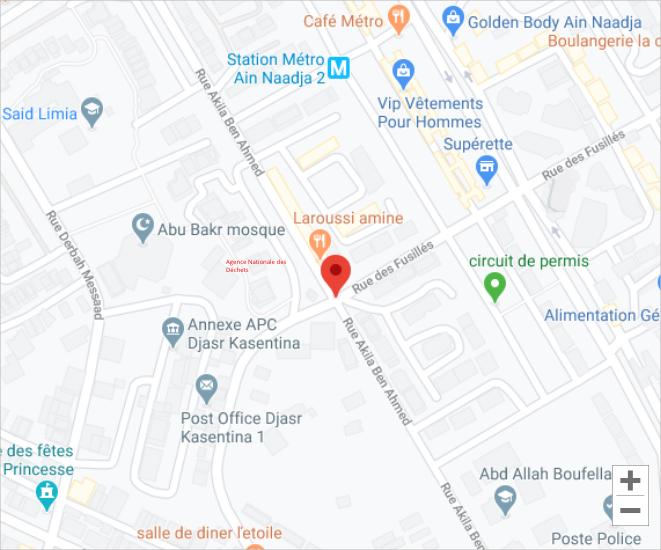 Café Métro
Golden Body Ain Naadja
Boulangerie la c
Station Métro
Ain Naadja 2
M
Rue Akila Ben Ahmed
Vip Vêtements
Pour Hommes
Said Limia
Supérette
Rue des Fusillés
Rue Derbah Messaad
Abu Bakr mosque
Laroussi amine
Agence Nationale des
Déchets
Rue des Fusillés
circuit de permis
Alimentation Gé
Annexe APC
Djasr Kasentina
Rue Akila Ben Ahmed
Post Office Djasr
Kasentina 1
e des fêtes
Princesse
Abd Allah Boufella
Rue Akila Ben
salle de diner l'etoile
Poste Police